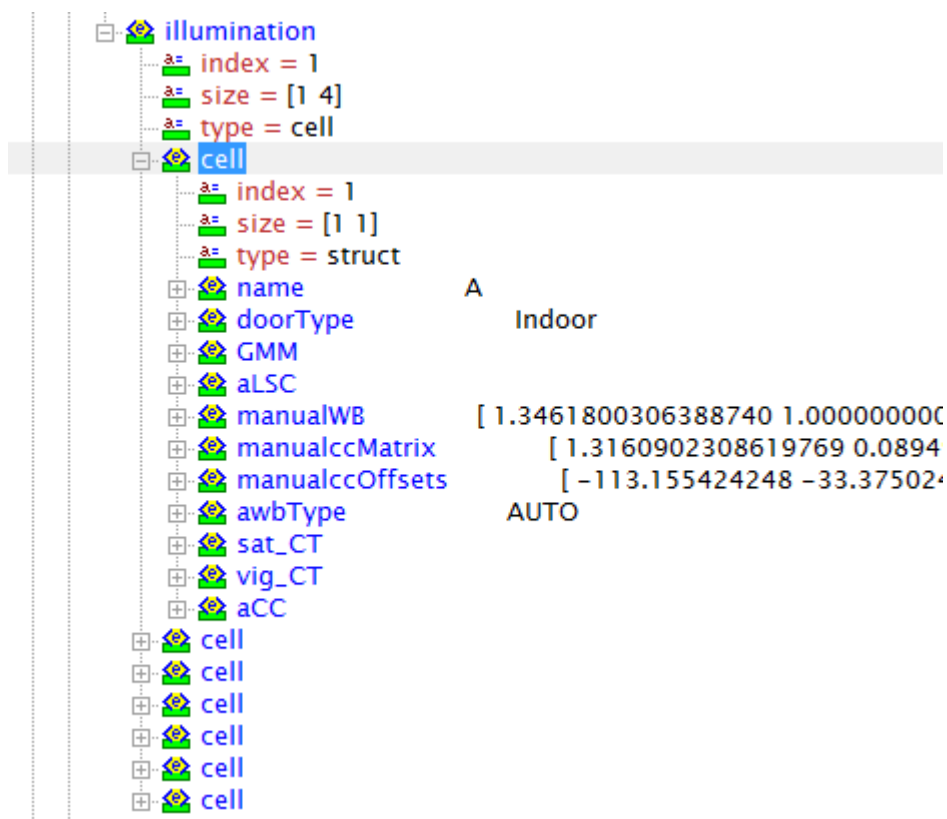 illumination
a= index = 1
a= size = [1 4]
a= type = cell
cell
a= index = 1
a= size = [1 1]
a= type = struct
name A
doorType Indoor
GMM
aLSC
manualWB [ 1.3461800306388740 1.000000000
manualccMatrix [ 1.3160902308619769 0.0894
manualccOffsets [ -113.155424248 -33.375024
awbType AUTO
sat_CT
vig_CT
aCC
cell
cell
cell
cell
cell
cell